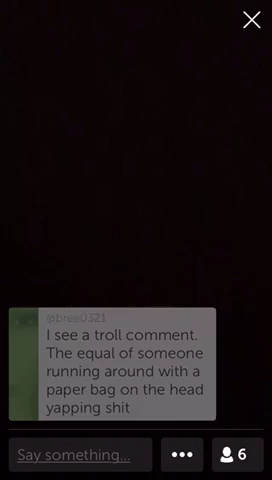 @bree0321
I see a troll comment.
The equal of someone
running around with a
paper bag on the head
yapping shit
Say something...
6